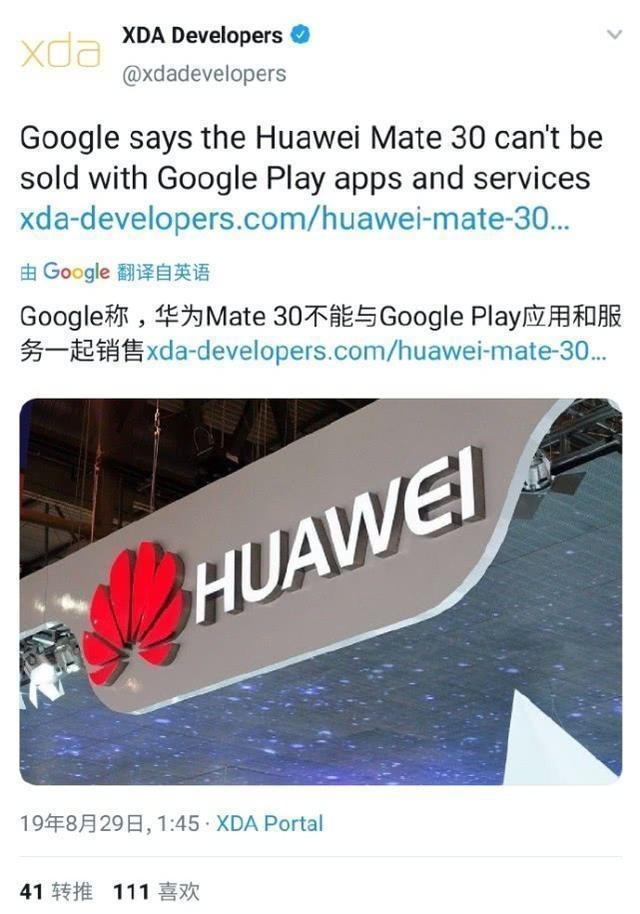 xda
XDA Developers
@xdadevelopers
Google says the Huawei Mate 30 can't be
sold with Google Play apps and services
xda-developers.com/huawei-mate-30...
由 Google 翻译自英语
Google称，华为Mate 30不能与Google Play应用和服
务一起销售xda-developers.com/huawei-mate-30...
HUAWEI
19年8月29日, 1:45 · XDA Portal
41 转推 111 喜欢